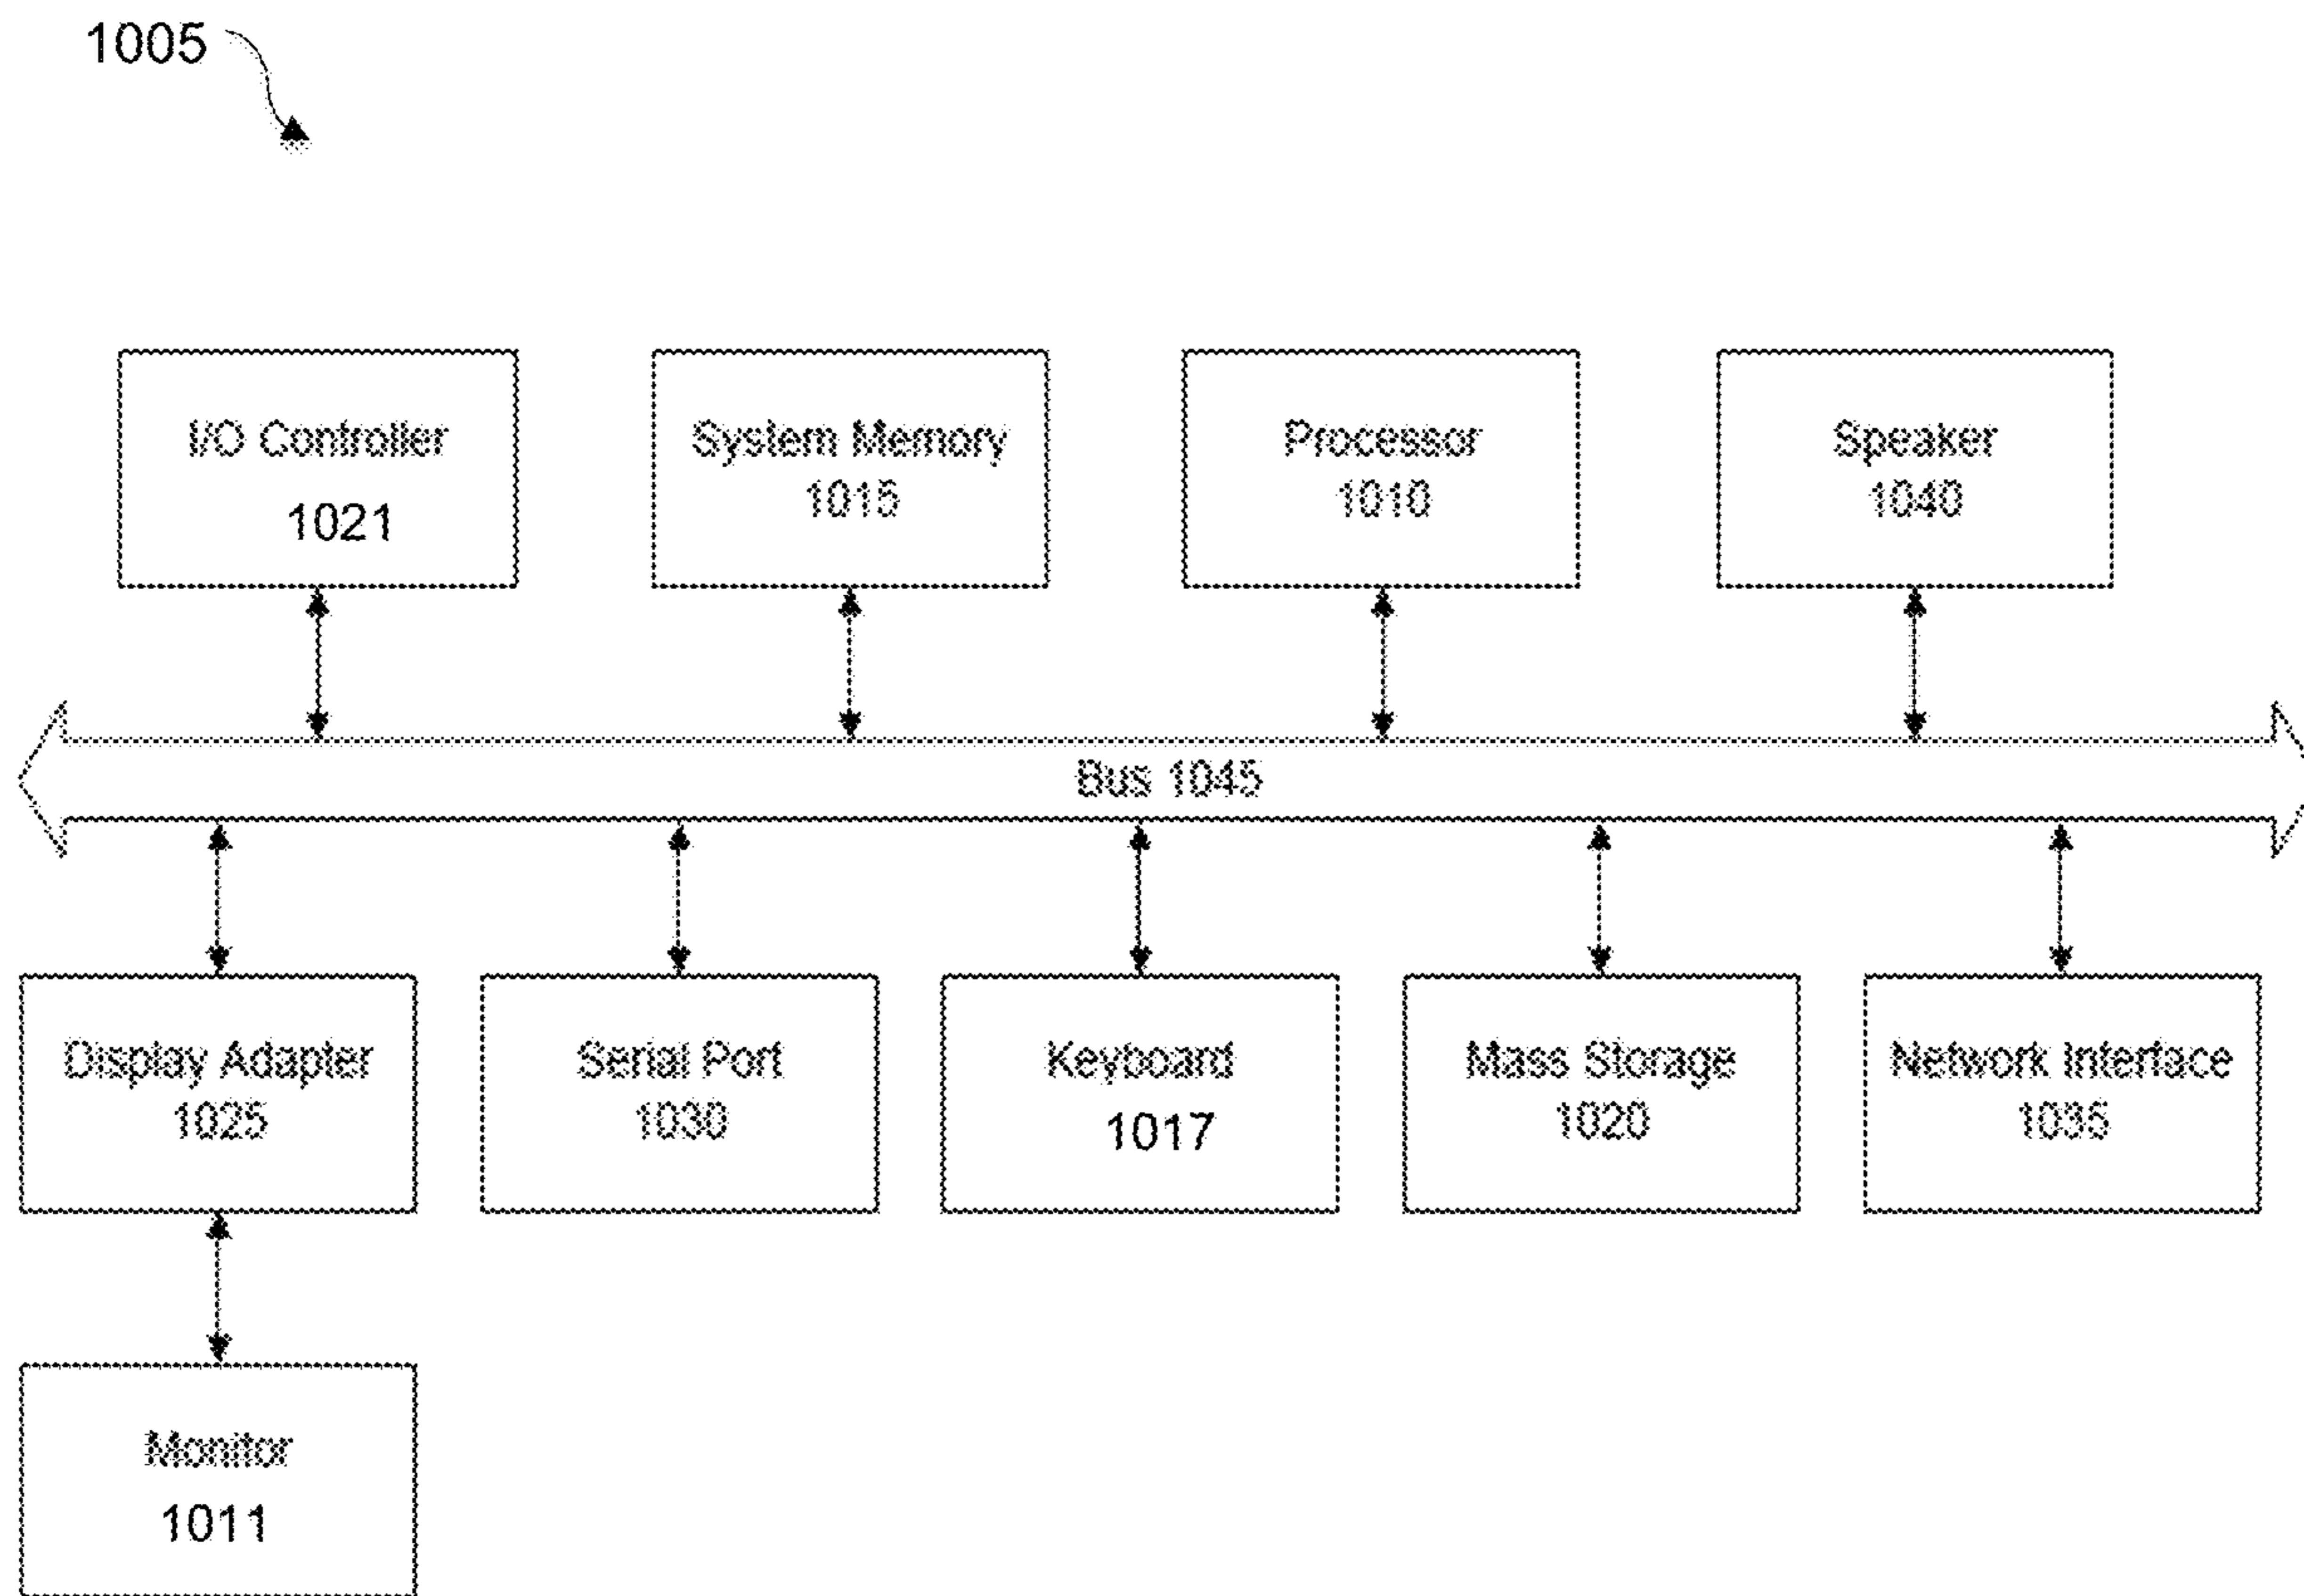 1005
I/O Controller
1021
System Memory
1015
Processor
1010
Speaker
1040
Bus 1045
Display Adapter
1025
Serial Port
1030
Keyboard
1017
Mass Storage
1020
Network Interface
1035
Monitor
1011